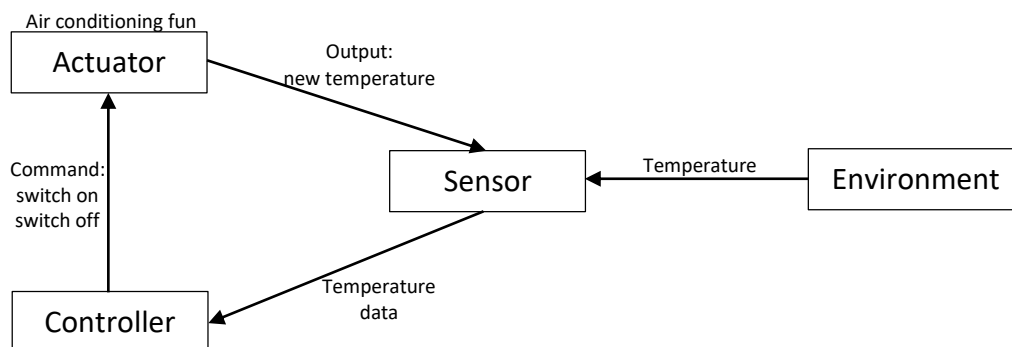 Air conditioning fun
Actuator
Output:
new temperature
Command:
switch on
switch off
Sensor
Temperature
Environment
Temperature
data
Controller